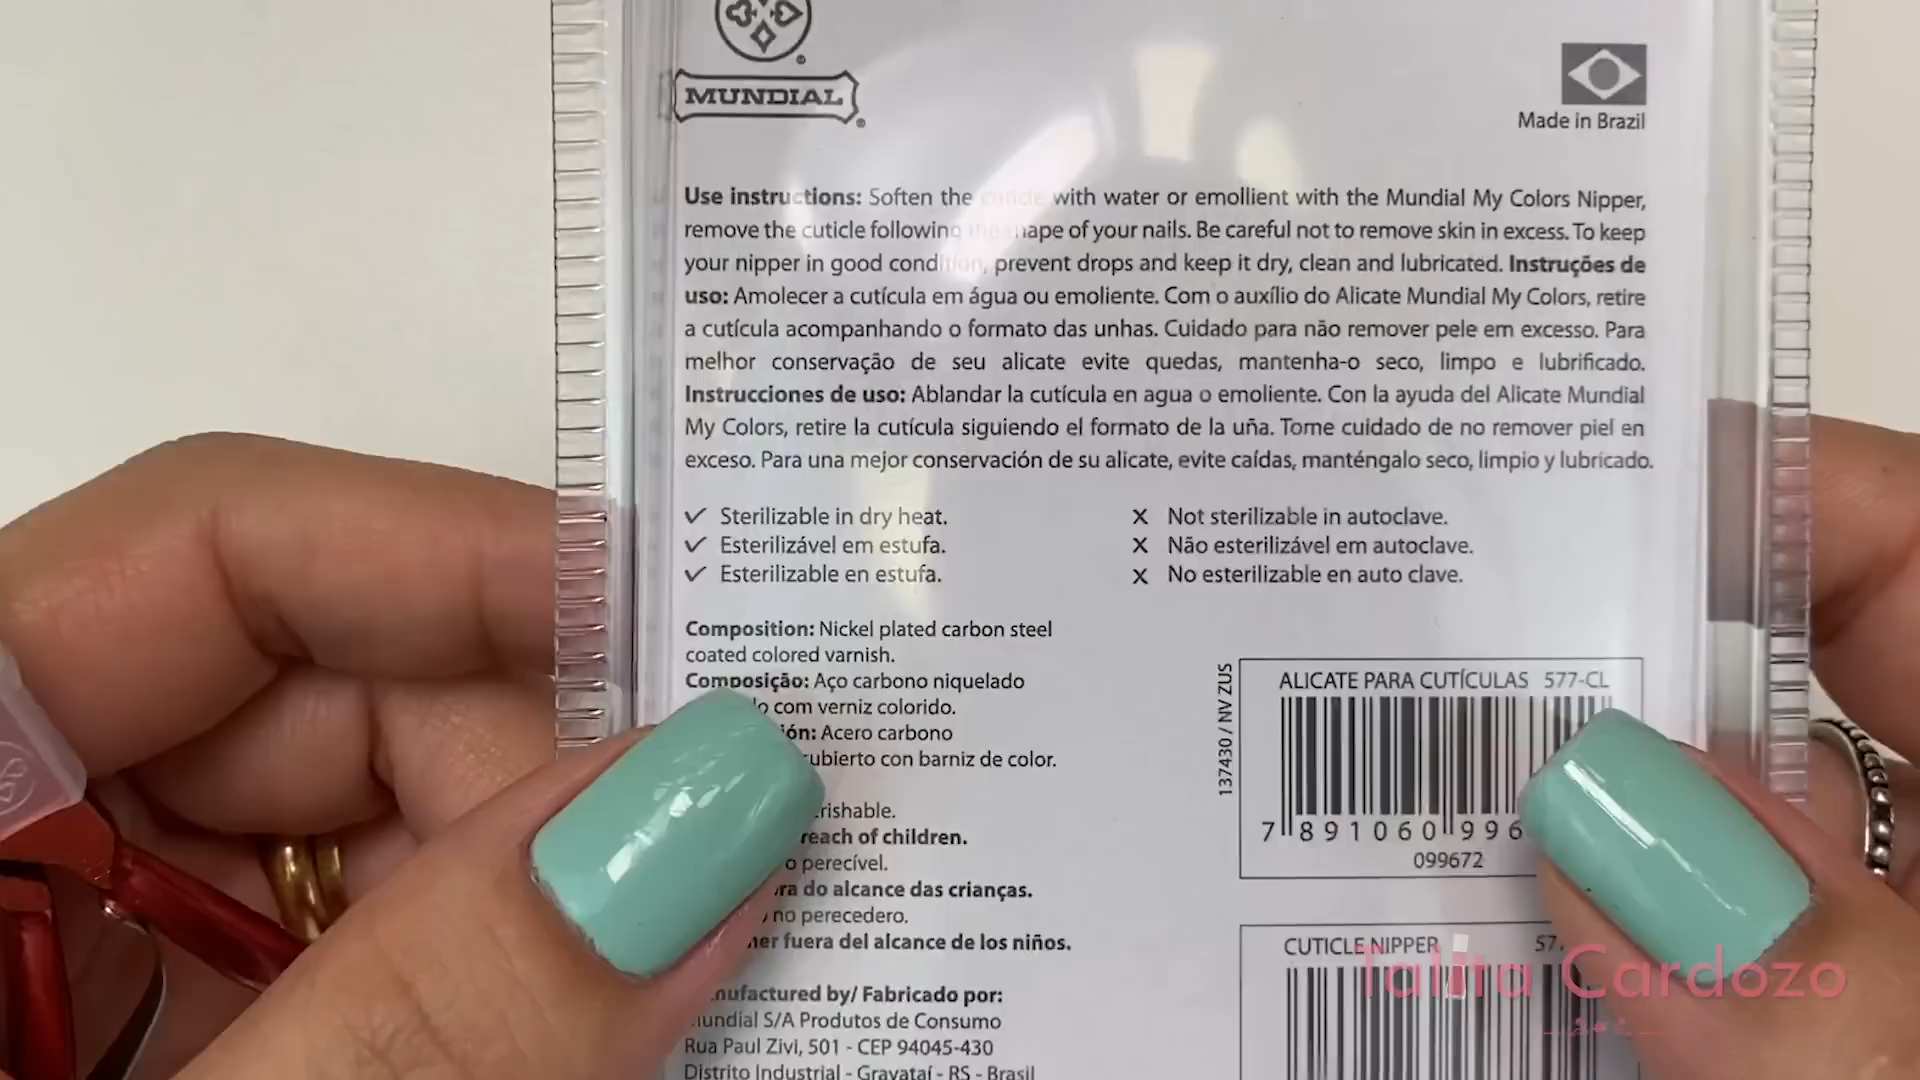 MUNDIAL
Made in Brazil
Use instructions: Soften the with water or emollient with the Mundial My Colors Nipper,
remove the cuticle following of your nails. Be careful not to remove skin in excess. To keep
your nipper in good condition, prevent drops and keep it dry, clean and lubricated. Instruções de
uso: Amolecer a cutícula em água ou emoliente. Com o auxílio do Alicate Mundial My Colors, retire
a cutícula acompanhando o formato das unhas. Cuidado para não remover pele em excesso. Para
melhor conservação de seu alicate evite quedas, mantenha-o seco, limpo e lubrificado.
Instrucciones de uso: Ablandar la cutícula en agua o emoliente. Con la ayuda del Alicate Mundial
My Colors, retire la cutícula siguiendo el formato de la uña. Tome cuidado de no remover piel en
exceso. Para una mejor conservación de su alicate, evite caídas, manténgalo seco, limpio y lubricado.
✓ Sterilizable in dry heat.
✓ Esterilizável em estufa.
✓ Esterilizable en estufa.
X Not sterilizable in autoclave.
X Não esterilizável em autoclave.
X No esterilizable en auto clave.
Composition: Nickel plated carbon steel
coated colored varnish.
Composição: Aço carbono niquelado
com verniz colorido.
Acero carbono
con barniz de color.
reach of children.
perecível.
do alcance das crianças.
no perecedero.
fuera del alcance de los niños.
by/ Fabricado por:
Mundial S/A Produtos de Consumo
Rua Paul Zivi, 501 - CEP 94045-430
Distrito Industrial - Gravataí - RS - Brasil
137430 / NV ZUS
ALICATE PARA CUTÍCULAS 577-CL
7 891060 996
099672
CUTICLE NIPPER 57
Talita Cardozo